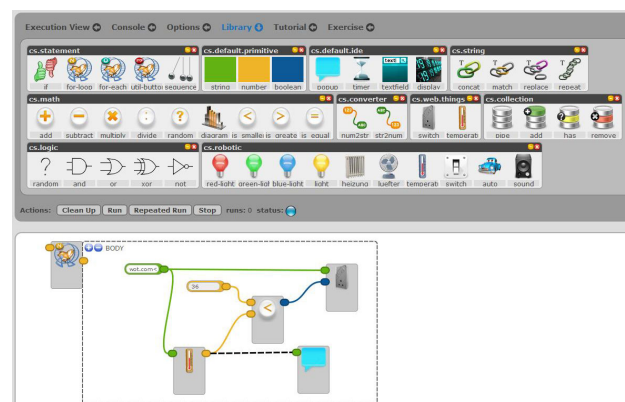 Execution View Console Options Library Tutorial Exercise
cs.statement cs.default.primitive cs.default.ide cs.string
if for-loop for-each util-button sequence string number boolean popup timer textfield display concat match replace repeat
cs.math cs.converter cs.web.things cs.collection
add subtract multiply divide random diagram is smalle is greate is equal num2str str2num switch temperat pipe add has remove
cs.logic cs.robotic
random and or xor not red-light green-ligh blue-light light heizung luefter temperat switch auto sound
Actions: Clean Up Run Repeated Run Stop runs: 0 status:
BODY
wot.com<
36